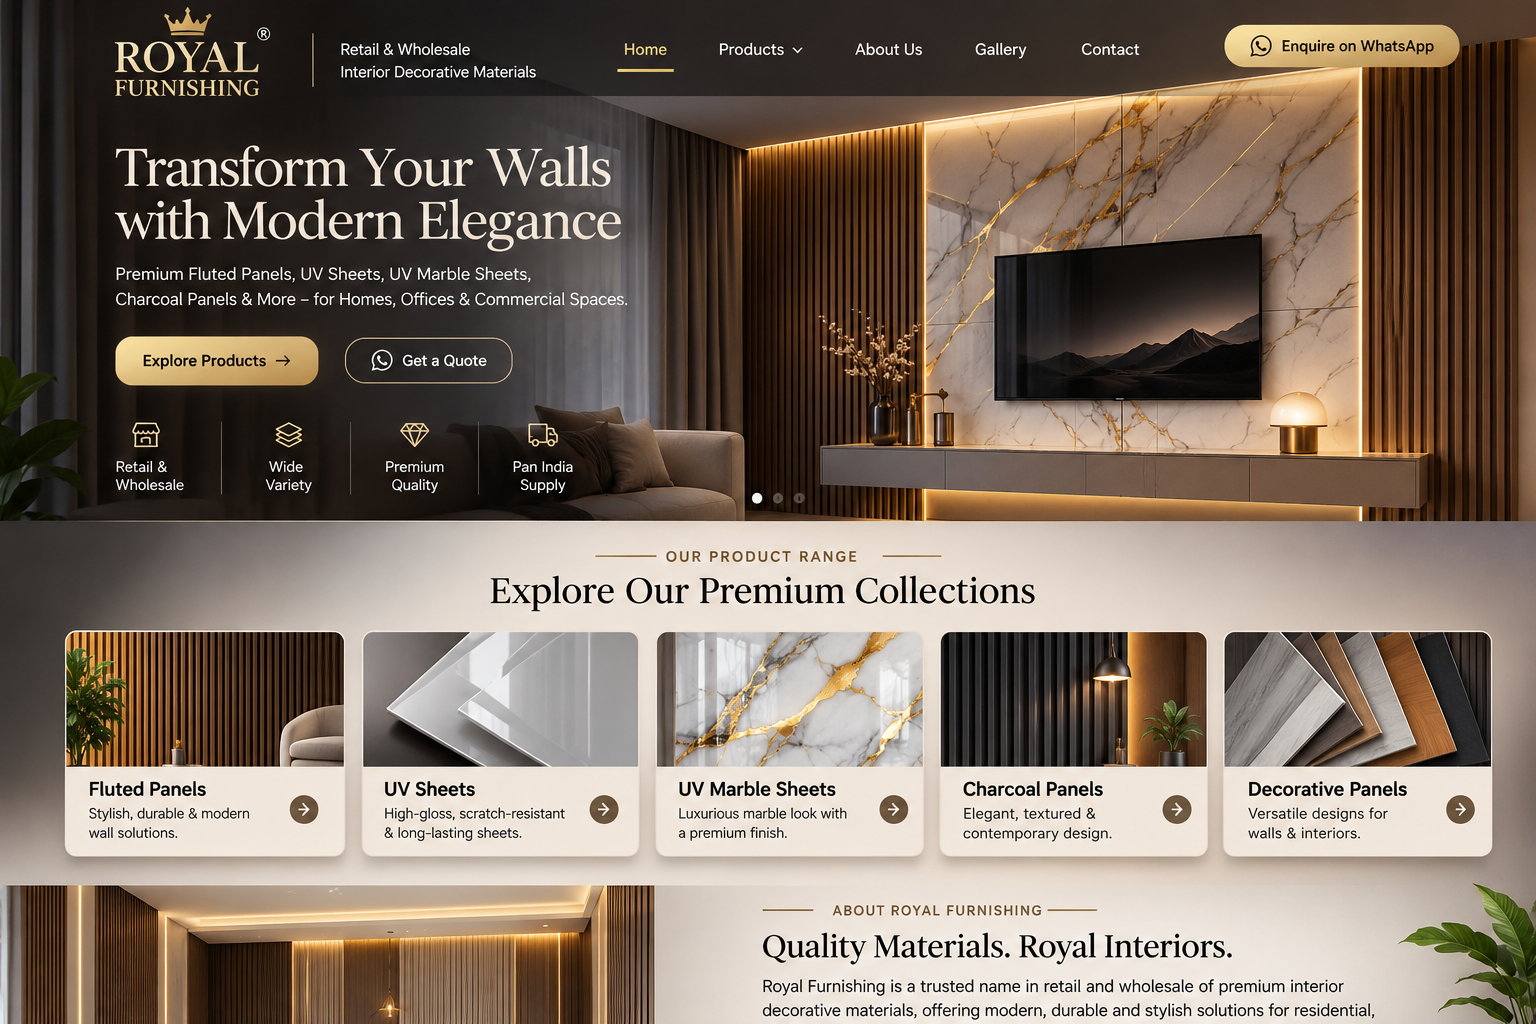 ROYAL®
FURNISHING
Retail & Wholesale
Interior Decorative Materials
Home
Products
About Us
Gallery
Contact
Enquire on WhatsApp
Transform Your Walls
with Modern Elegance
Premium Fluted Panels, UV Sheets, UV Marble Sheets,
Charcoal Panels & More – for Homes, Offices & Commercial Spaces.
Explore Products →
Get a Quote
Retail &
Wholesale
Wide
Variety
Premium
Quality
Pan India
Supply
OUR PRODUCT RANGE
Explore Our Premium Collections
Fluted Panels
Stylish, durable & modern
wall solutions.
UV Sheets
High-gloss, scratch-resistant
& long-lasting sheets.
UV Marble Sheets
Luxurious marble look with
a premium finish.
Charcoal Panels
Elegant, textured &
contemporary design.
Decorative Panels
Versatile designs for
walls & interiors.
ABOUT ROYAL FURNISHING
Quality Materials. Royal Interiors.
Royal Furnishing is a trusted name in retail and wholesale of premium interior
decorative materials, offering modern, durable and stylish solutions for residential,